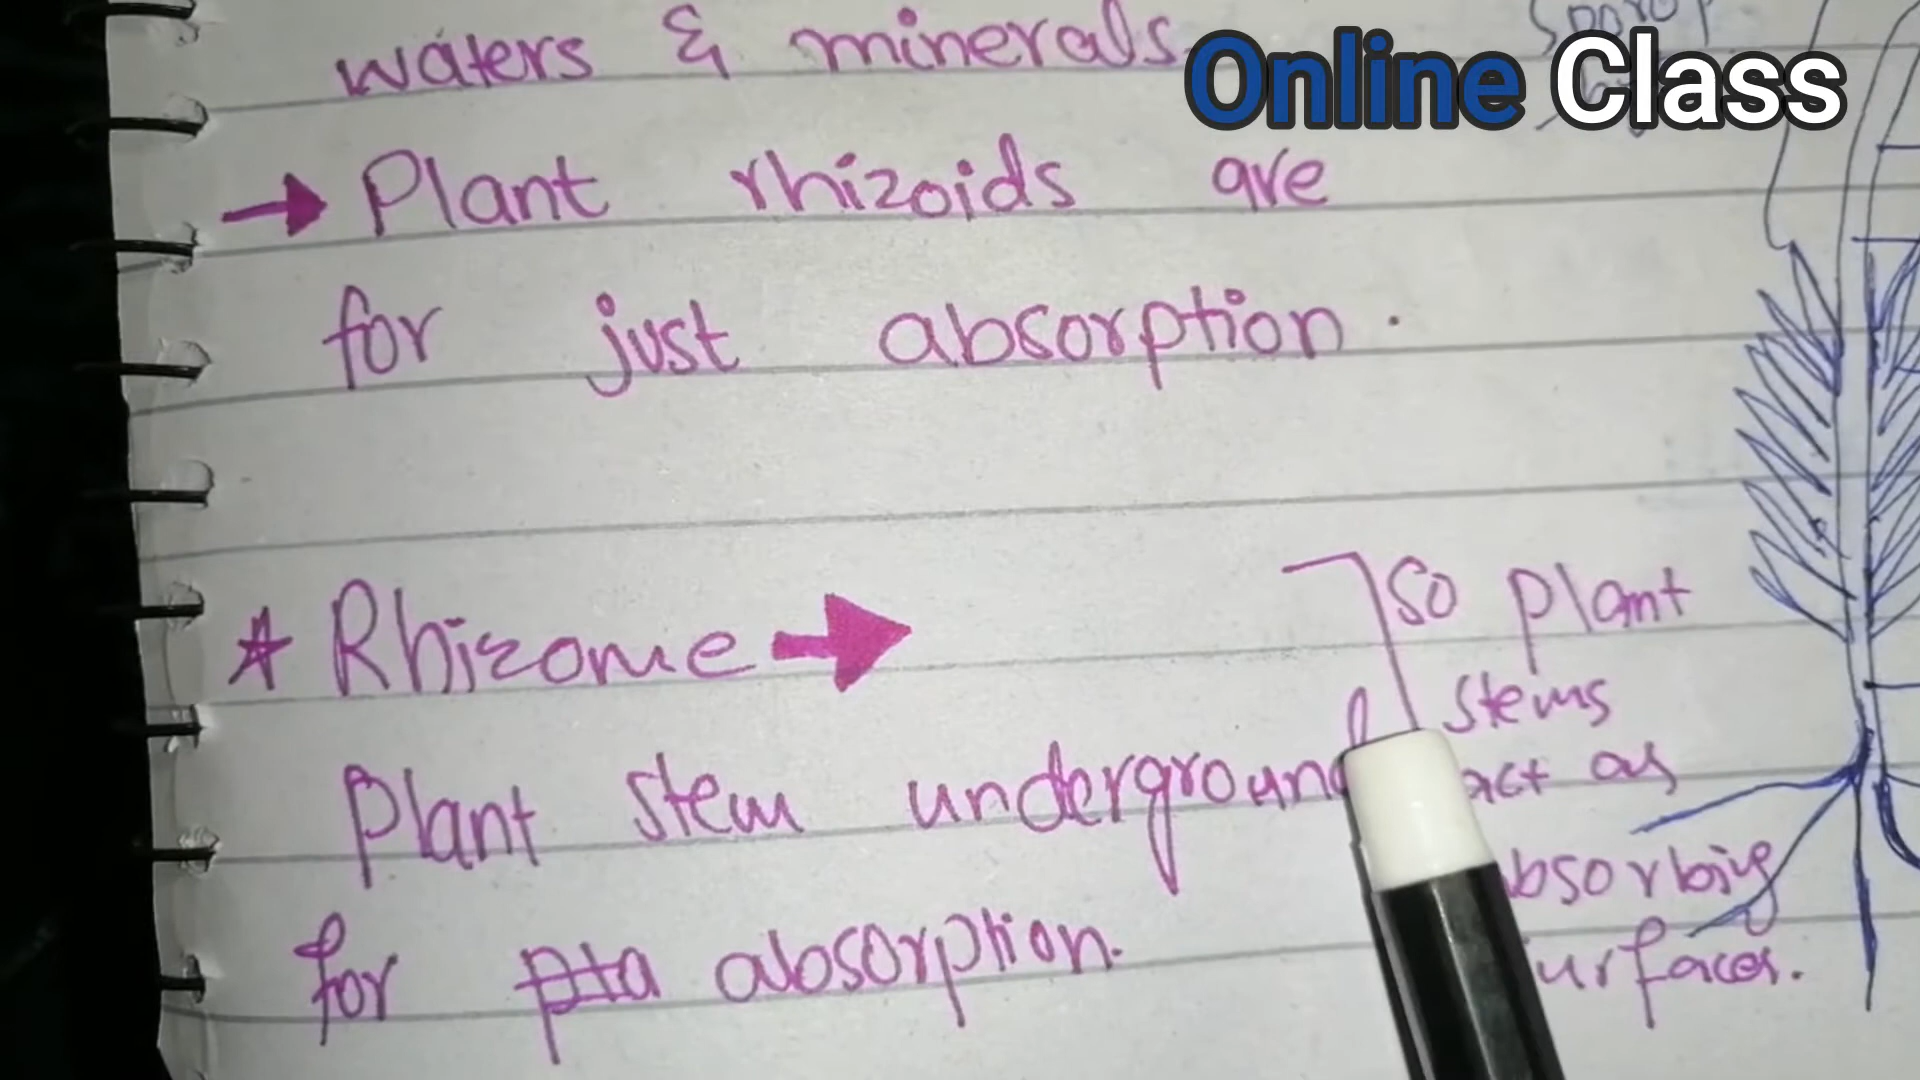 waters & minerals
Online Class
→ Plant rhizoids are
for just absorption.
* Rhizome →
Plant stem underground
for absorption.
so plant
stems
act as
absorbing
surfaces.